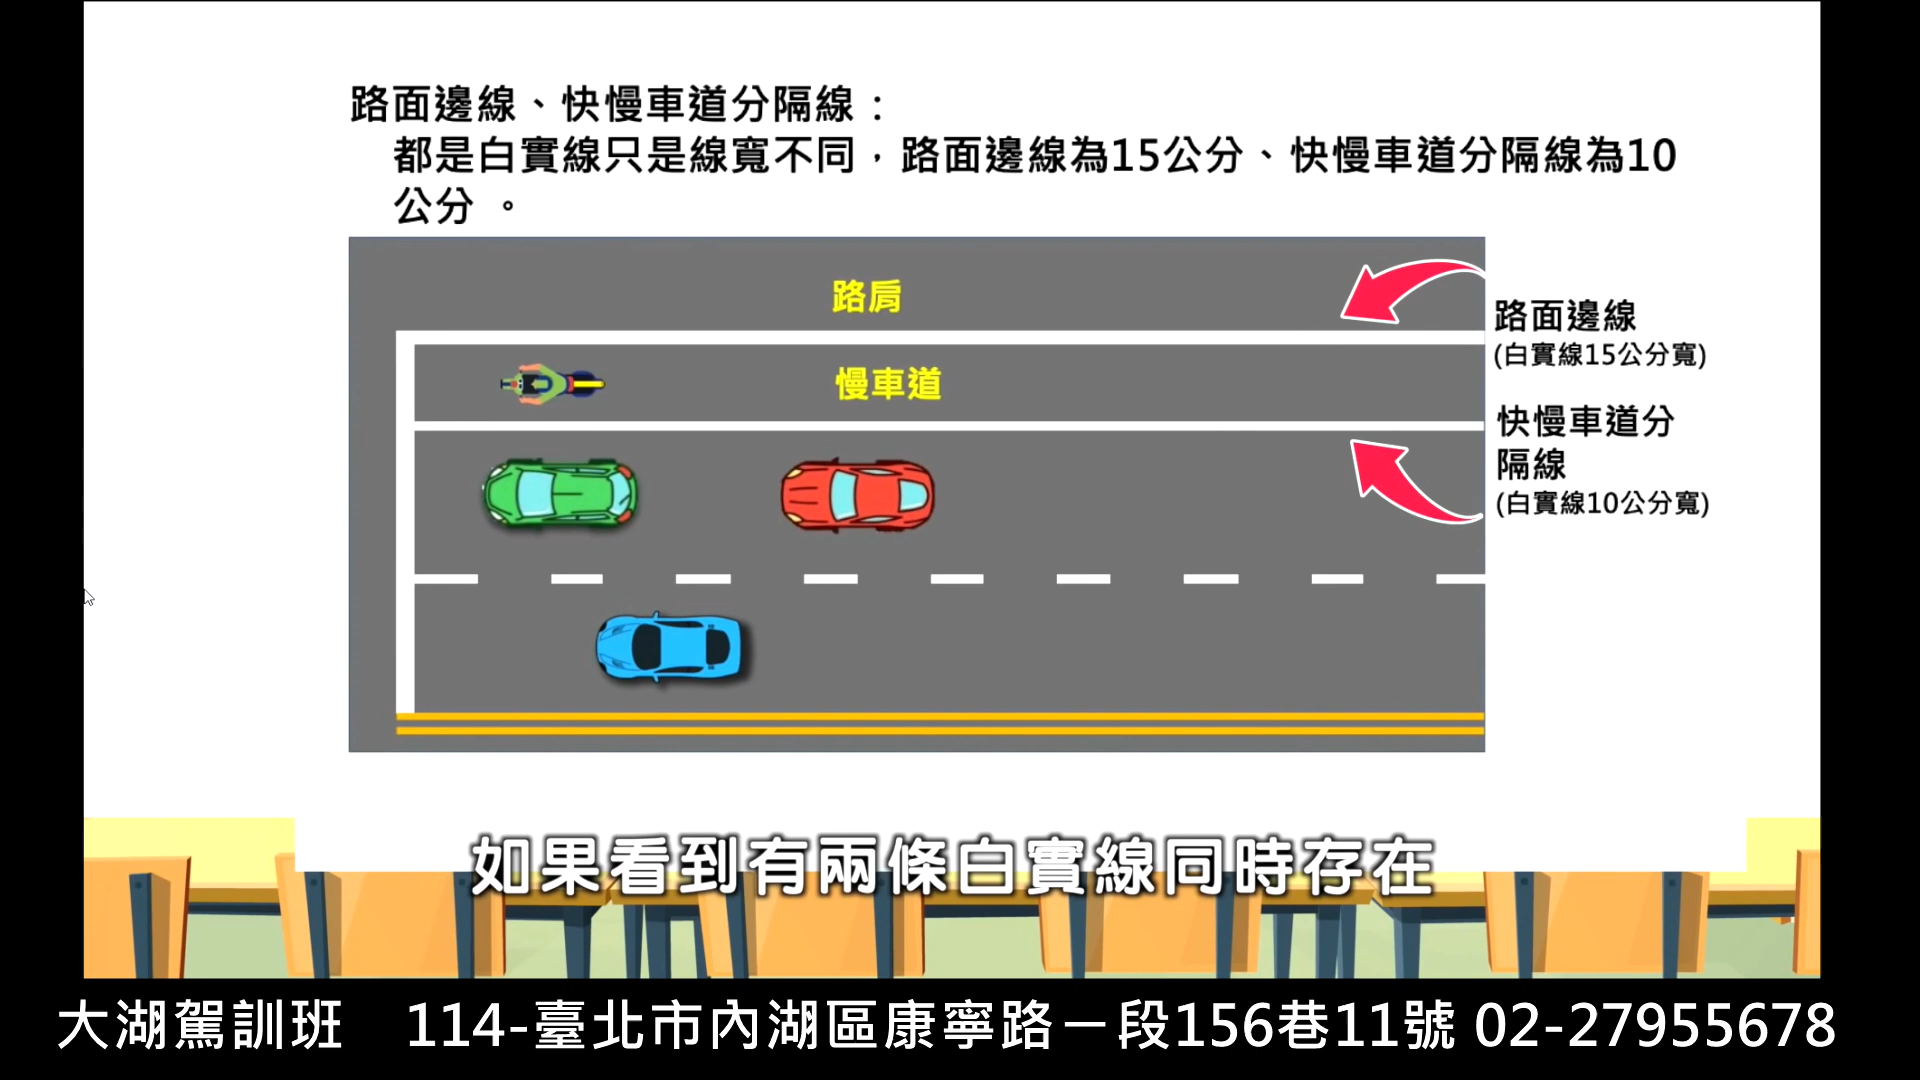 路面邊線、快慢車道分隔線：
都是白實線只是線寬不同，路面邊線為15公分、快慢車道分隔線為10
公分 。
路肩
路面邊線
(白實線15公分寬)
慢車道
快慢車道分
隔線
(白實線10公分寬)
如果看到有兩條白實線同時存在
大湖駕訓班 114-臺北市內湖區康寧路一段156巷11號 02-27955678